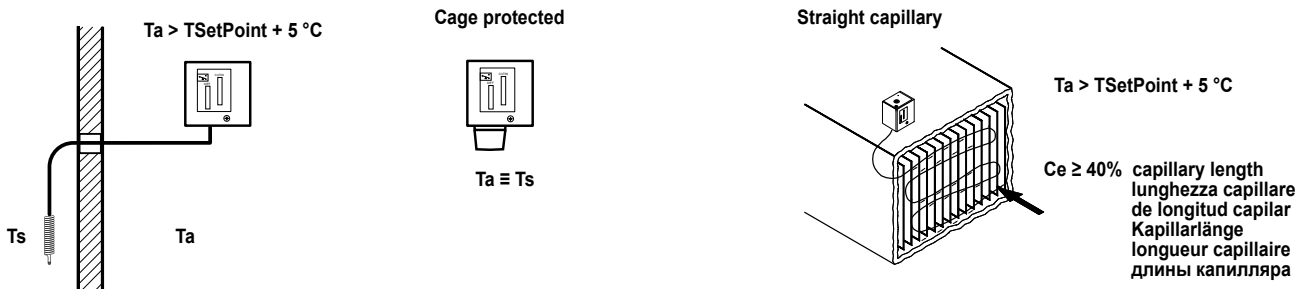 Ta > TSetPoint + 5 °C
Ts
Ta
Cage protected
Ta ≡ Ts
Straight capillary
Ta > TSetPoint + 5 °C
Ce ≥ 40% capillary length
lunghezza capillare
de longitud capilar
Kapillarlänge
longueur capillaire
длины капилляра